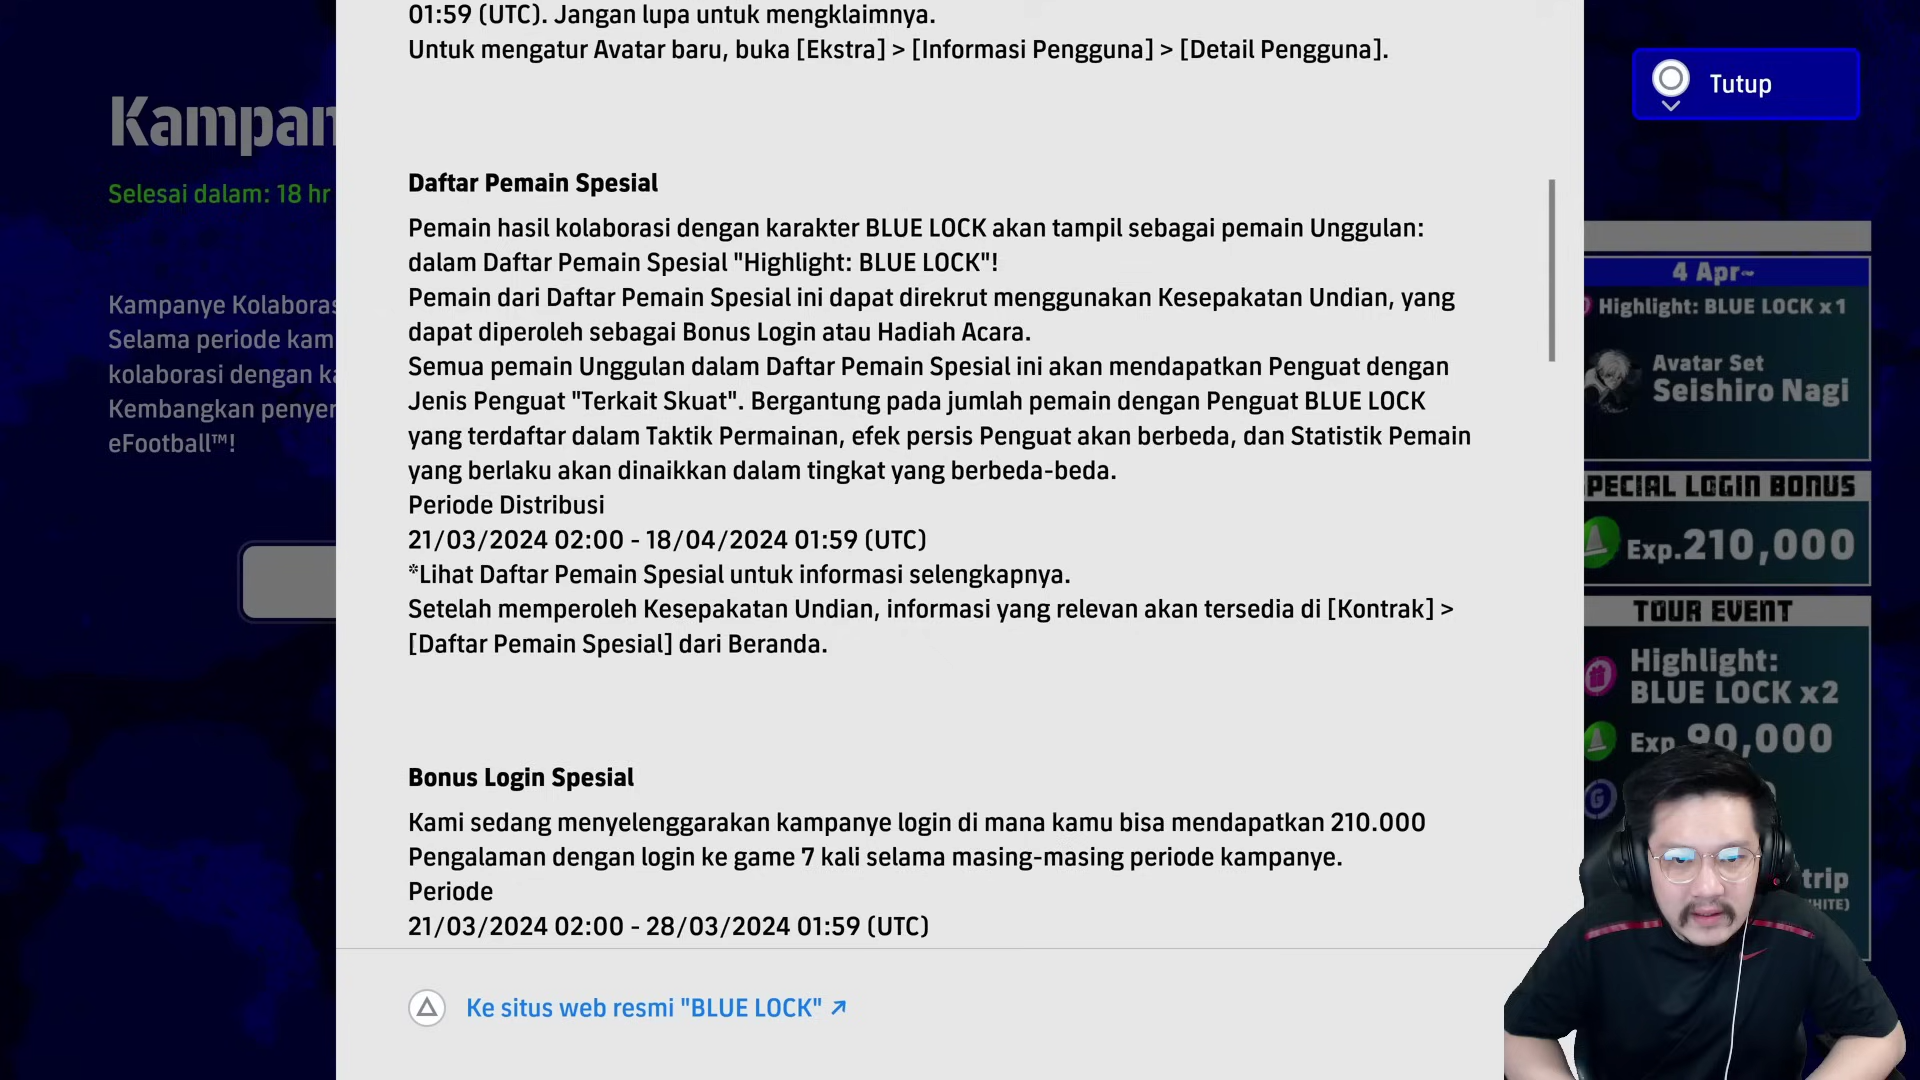 01:59 (UTC). Jangan lupa untuk mengklaimnya.
Untuk mengatur Avatar baru, buka [Ekstra] > [Informasi Pengguna] > [Detail Pengguna].
Tutup
Kampan
Selesai dalam: 18 hr
Kampanye Kolaboras
Selama periode kam
kolaborasi dengan ka
Kembangkan penyer
eFootball™!
Daftar Pemain Spesial
Pemain hasil kolaborasi dengan karakter BLUE LOCK akan tampil sebagai pemain Unggulan:
dalam Daftar Pemain Spesial "Highlight: BLUE LOCK"!
Pemain dari Daftar Pemain Spesial ini dapat direkrut menggunakan Kesepakatan Undian, yang
dapat diperoleh sebagai Bonus Login atau Hadiah Acara.
Semua pemain Unggulan dalam Daftar Pemain Spesial ini akan mendapatkan Penguat dengan
Jenis Penguat "Terkait Skuat". Bergantung pada jumlah pemain dengan Penguat BLUE LOCK
yang terdaftar dalam Taktik Permainan, efek persis Penguat akan berbeda, dan Statistik Pemain
yang berlaku akan dinaikkan dalam tingkat yang berbeda-beda.
Periode Distribusi
21/03/2024 02:00 - 18/04/2024 01:59 (UTC)
*Lihat Daftar Pemain Spesial untuk informasi selengkapnya.
Setelah memperoleh Kesepakatan Undian, informasi yang relevan akan tersedia di [Kontrak] >
[Daftar Pemain Spesial] dari Beranda.
Bonus Login Spesial
Kami sedang menyelenggarakan kampanye login di mana kamu bisa mendapatkan 210.000
Pengalaman dengan login ke game 7 kali selama masing-masing periode kampanye.
Periode
21/03/2024 02:00 - 28/03/2024 01:59 (UTC)
Ke situs web resmi "BLUE LOCK"
4 Apr~
Highlight: BLUE LOCK x1
Avatar Set
Seishiro Nagi
PECIAL LOGIN BONUS
Exp.210,000
TOUR EVENT
Highlight:
BLUE LOCK x2
Exp 90,000
G
trip
HITE)